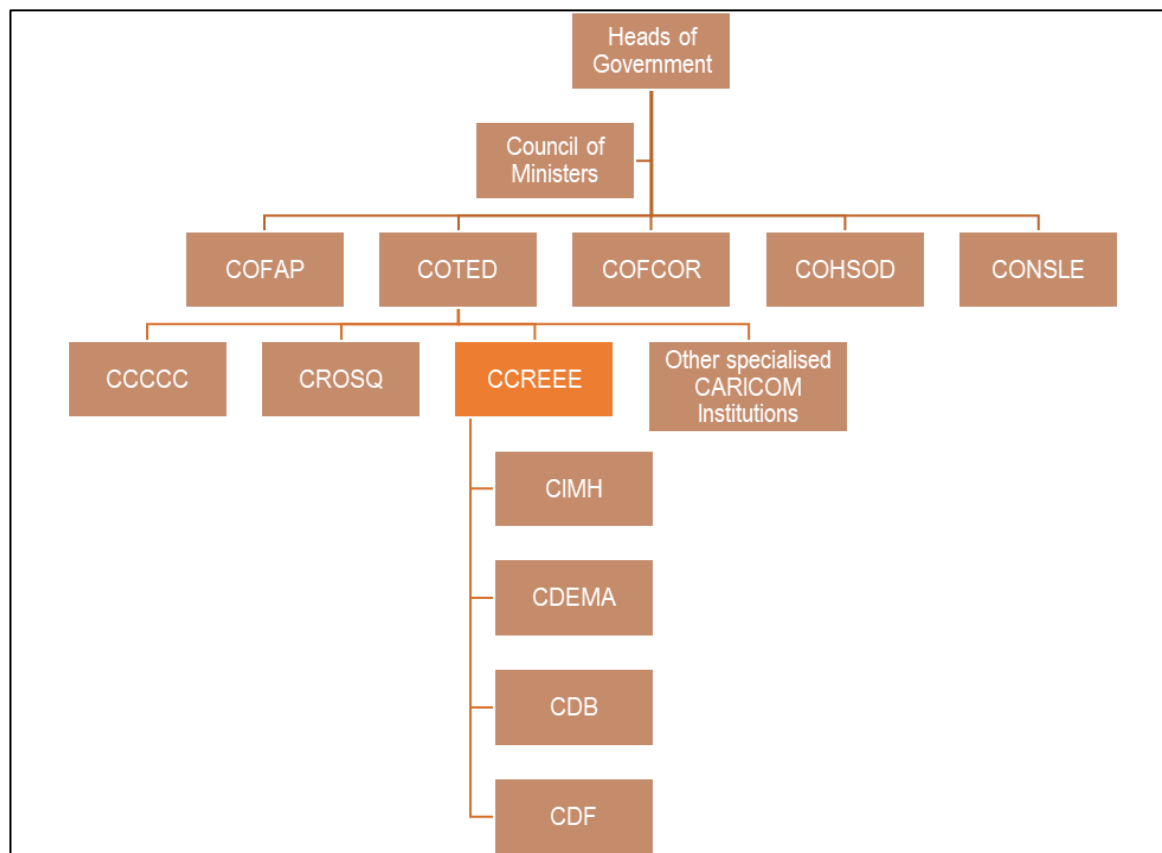 Heads of
Government
Council of
Ministers
COFAP
COTED
COFCOR
COHSOD
CONSLE
CCCCC
CROSQ
CCREEE
Other specialised
CARICOM
Institutions
CIMH
CDEMA
CDB
CDF